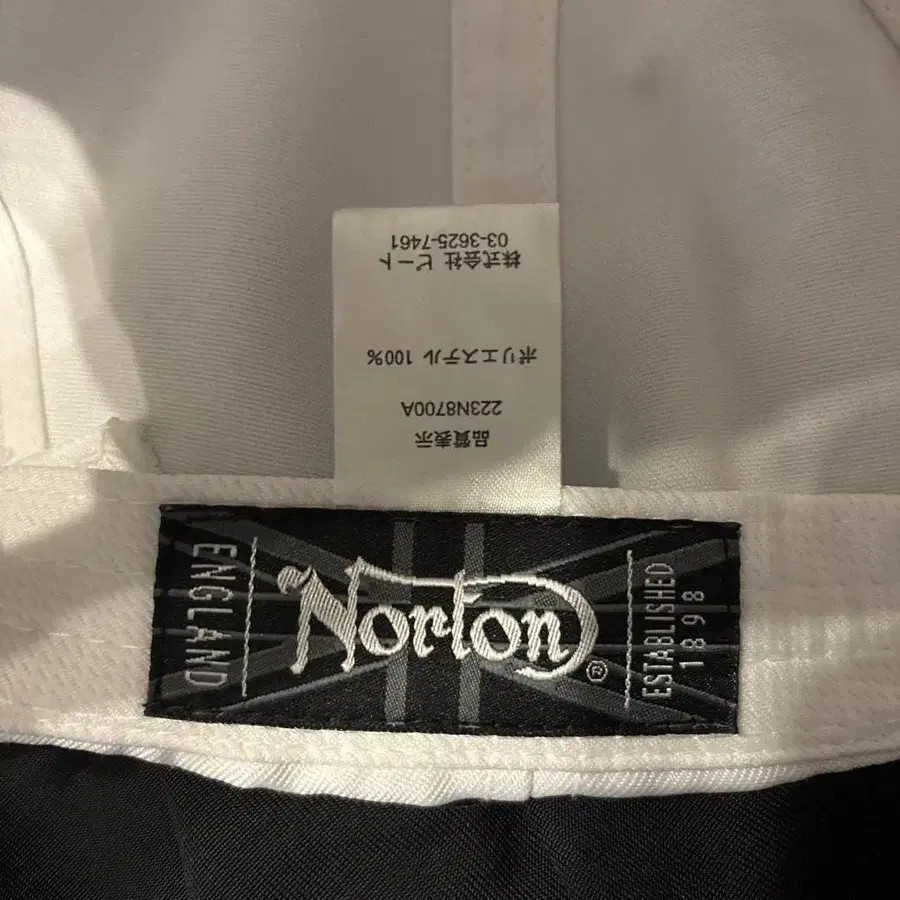 品質表示
223N8700A
ポリエステル 100%
株式会社 ビート
03-3625-7461
ENGLAND
Norton
®
ESTABLISHED
1898